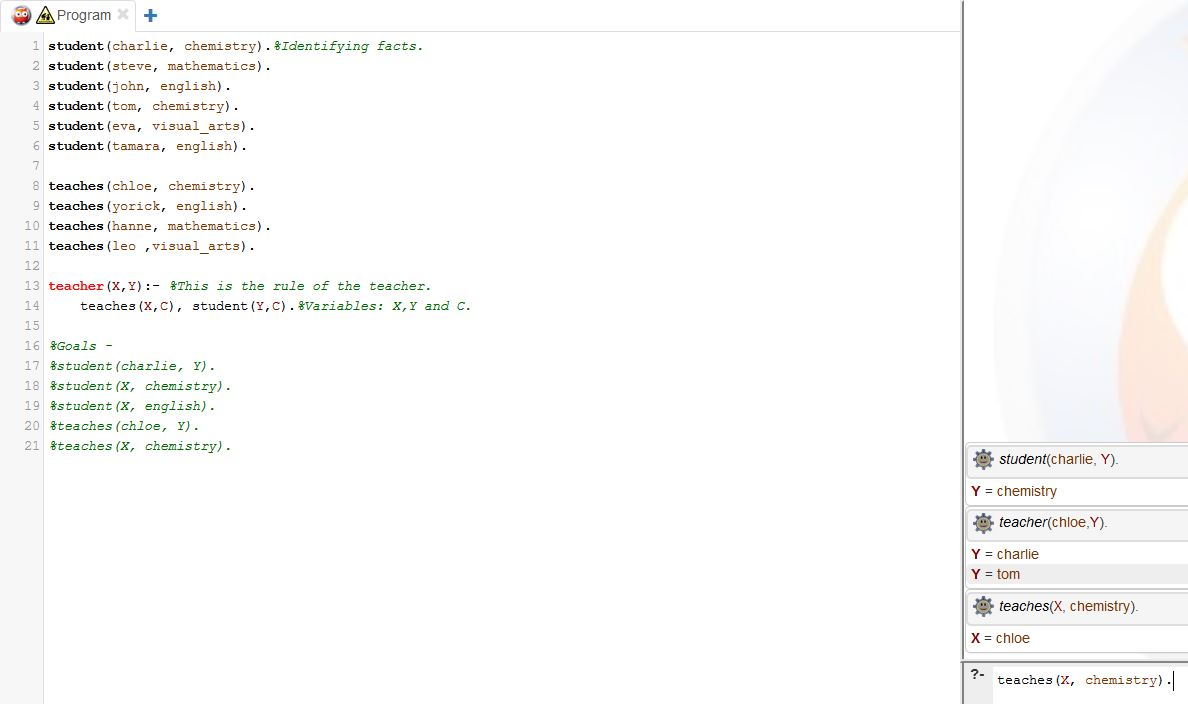 Program
1 student(charlie, chemistry).%Identifying facts.
2 student(steve, mathematics).
3 student(john, english).
4 student(tom, chemistry).
5 student(eva, visual_arts).
6 student(tamara, english).
7
8 teaches(chloe, chemistry).
9 teaches(yorick, english).
10 teaches(hanne, mathematics).
11 teaches(leo ,visual_arts).
12
13 teacher(X,Y):- %This is the rule of the teacher.
14     teaches(X,C), student(Y,C).%Variables: X,Y and C.
15
16 %Goals -
17 %student(charlie, Y).
18 %student(X, chemistry).
19 %student(X, english).
20 %teaches(chloe, Y).
21 %teaches(X, chemistry).
student(charlie, Y).
Y = chemistry
teacher(chloe,Y).
Y = charlie
Y = tom
teaches(X, chemistry).
X = chloe
?- teaches(X, chemistry).